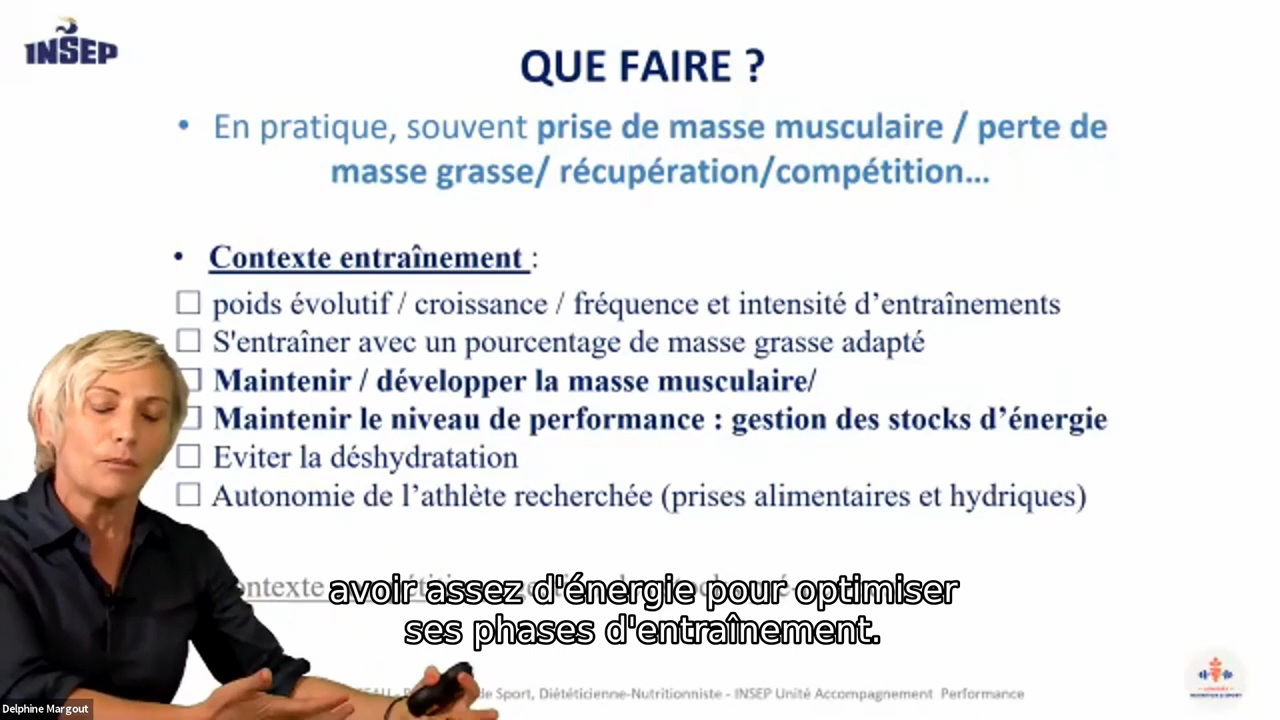 INSEP
QUE FAIRE ?
• En pratique, souvent prise de masse musculaire / perte de
masse grasse/ récupération/compétition…
• Contexte entraînement :
☐ poids évolutif / croissance / fréquence et intensité d’entraînements
☐ S'entraîner avec un pourcentage de masse grasse adapté
☐ Maintenir / développer la masse musculaire/
☐ Maintenir le niveau de performance : gestion des stocks d’énergie
☐ Eviter la déshydratation
☐ Autonomie de l’athlète recherchée (prises alimentaires et hydriques)
avoir assez d'énergie pour optimiser
ses phases d'entraînement.
de Sport, Diététicienne-Nutritionniste - INSEP Unité Accompagnement Performance
Delphine Margout